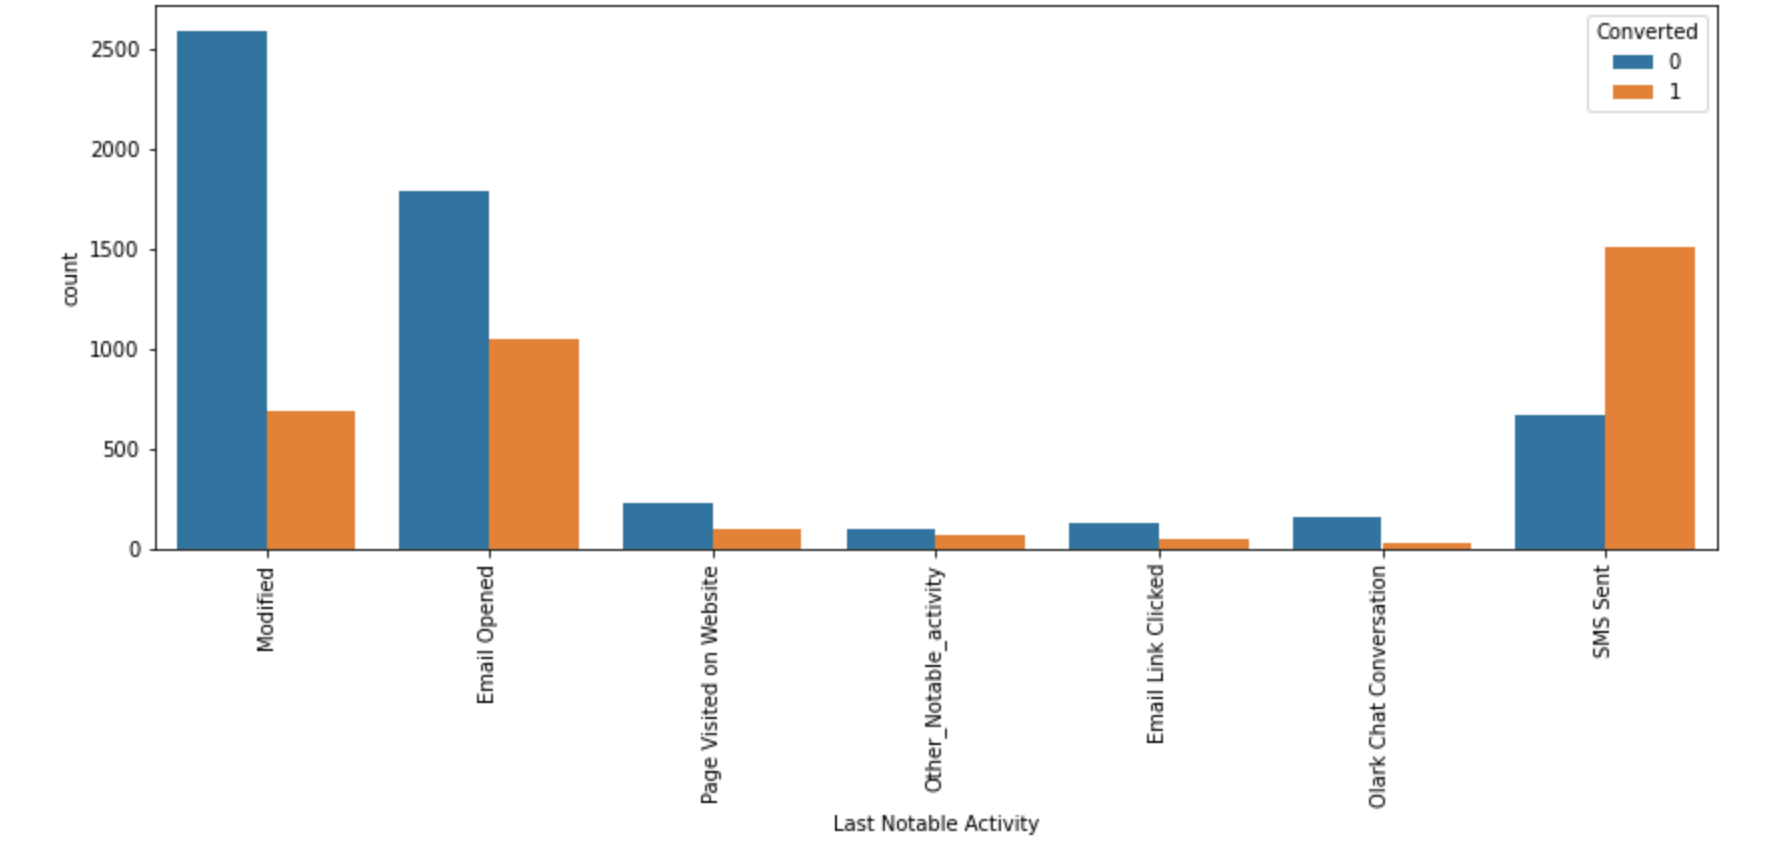 2500
2000
1500
1000
500
0
count
Converted
0
1
Modified
Email Opened
Page Visited on Website
Other_Notable_activity
Email Link Clicked
Olark Chat Conversation
SMS Sent
Last Notable Activity